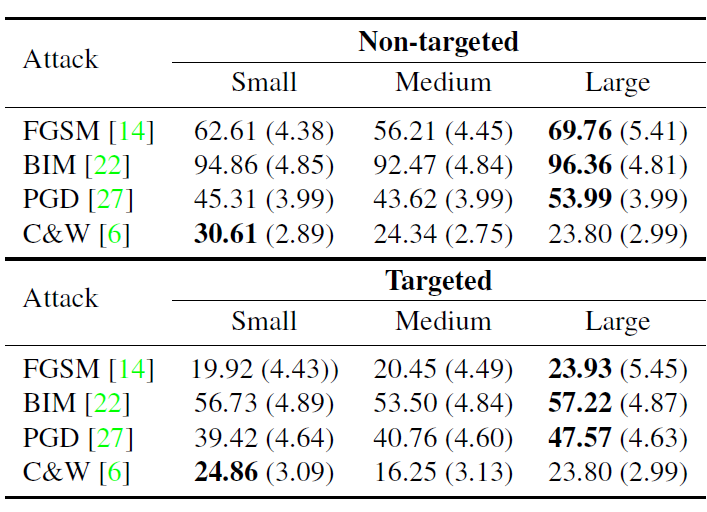 Attack Non-targeted
Small Medium Large
FGSM [14] 62.61 (4.38) 56.21 (4.45) 69.76 (5.41)
BIM [22] 94.86 (4.85) 92.47 (4.84) 96.36 (4.81)
PGD [27] 45.31 (3.99) 43.62 (3.99) 53.99 (3.99)
C&W [6] 30.61 (2.89) 24.34 (2.75) 23.80 (2.99)
Attack Targeted
Small Medium Large
FGSM [14] 19.92 (4.43)) 20.45 (4.49) 23.93 (5.45)
BIM [22] 56.73 (4.89) 53.50 (4.84) 57.22 (4.87)
PGD [27] 39.42 (4.64) 40.76 (4.60) 47.57 (4.63)
C&W [6] 24.86 (3.09) 16.25 (3.13) 23.80 (2.99)